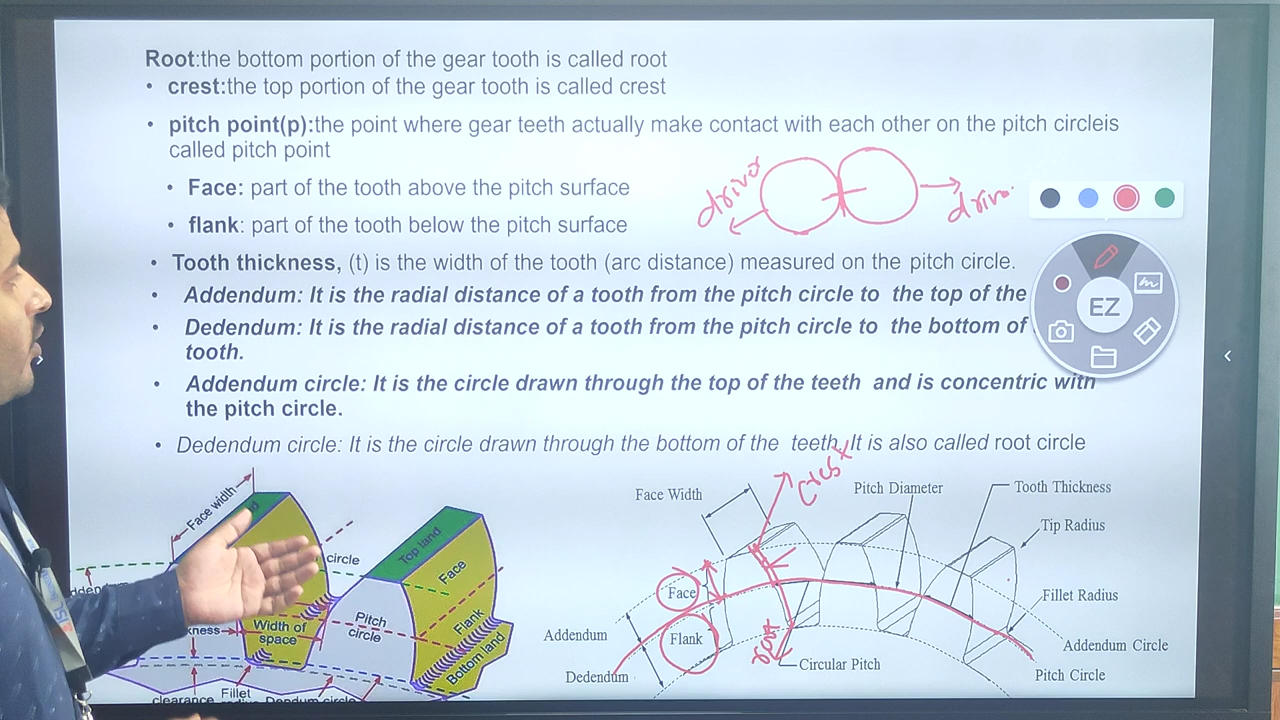 Root:the bottom portion of the gear tooth is called root
• crest:the top portion of the gear tooth is called crest
• pitch point(p):the point where gear teeth actually make contact with each other on the pitch circleis
called pitch point
• Face: part of the tooth above the pitch surface
• flank: part of the tooth below the pitch surface
driver
drive
EZ
• Tooth thickness, (t) is the width of the tooth (arc distance) measured on the pitch circle.
• Addendum: It is the radial distance of a tooth from the pitch circle to the top of the
• Dedendum: It is the radial distance of a tooth from the pitch circle to the bottom of
tooth.
• Addendum circle: It is the circle drawn through the top of the teeth and is concentric with
the pitch circle.
• Dedendum circle: It is the circle drawn through the bottom of the teeth. It is also called root circle
Face width
circle
Top land
Face
Flank
Bottom land
Pitch
circle
Width of
space
clearance
Fillet
Dendum circle
Face Width
crest
Pitch Diameter
Tooth Thickness
Tip Radius
Face
Fillet Radius
Addendum
Flank
root
Addendum Circle
Dedendum
Circular Pitch
Pitch Circle